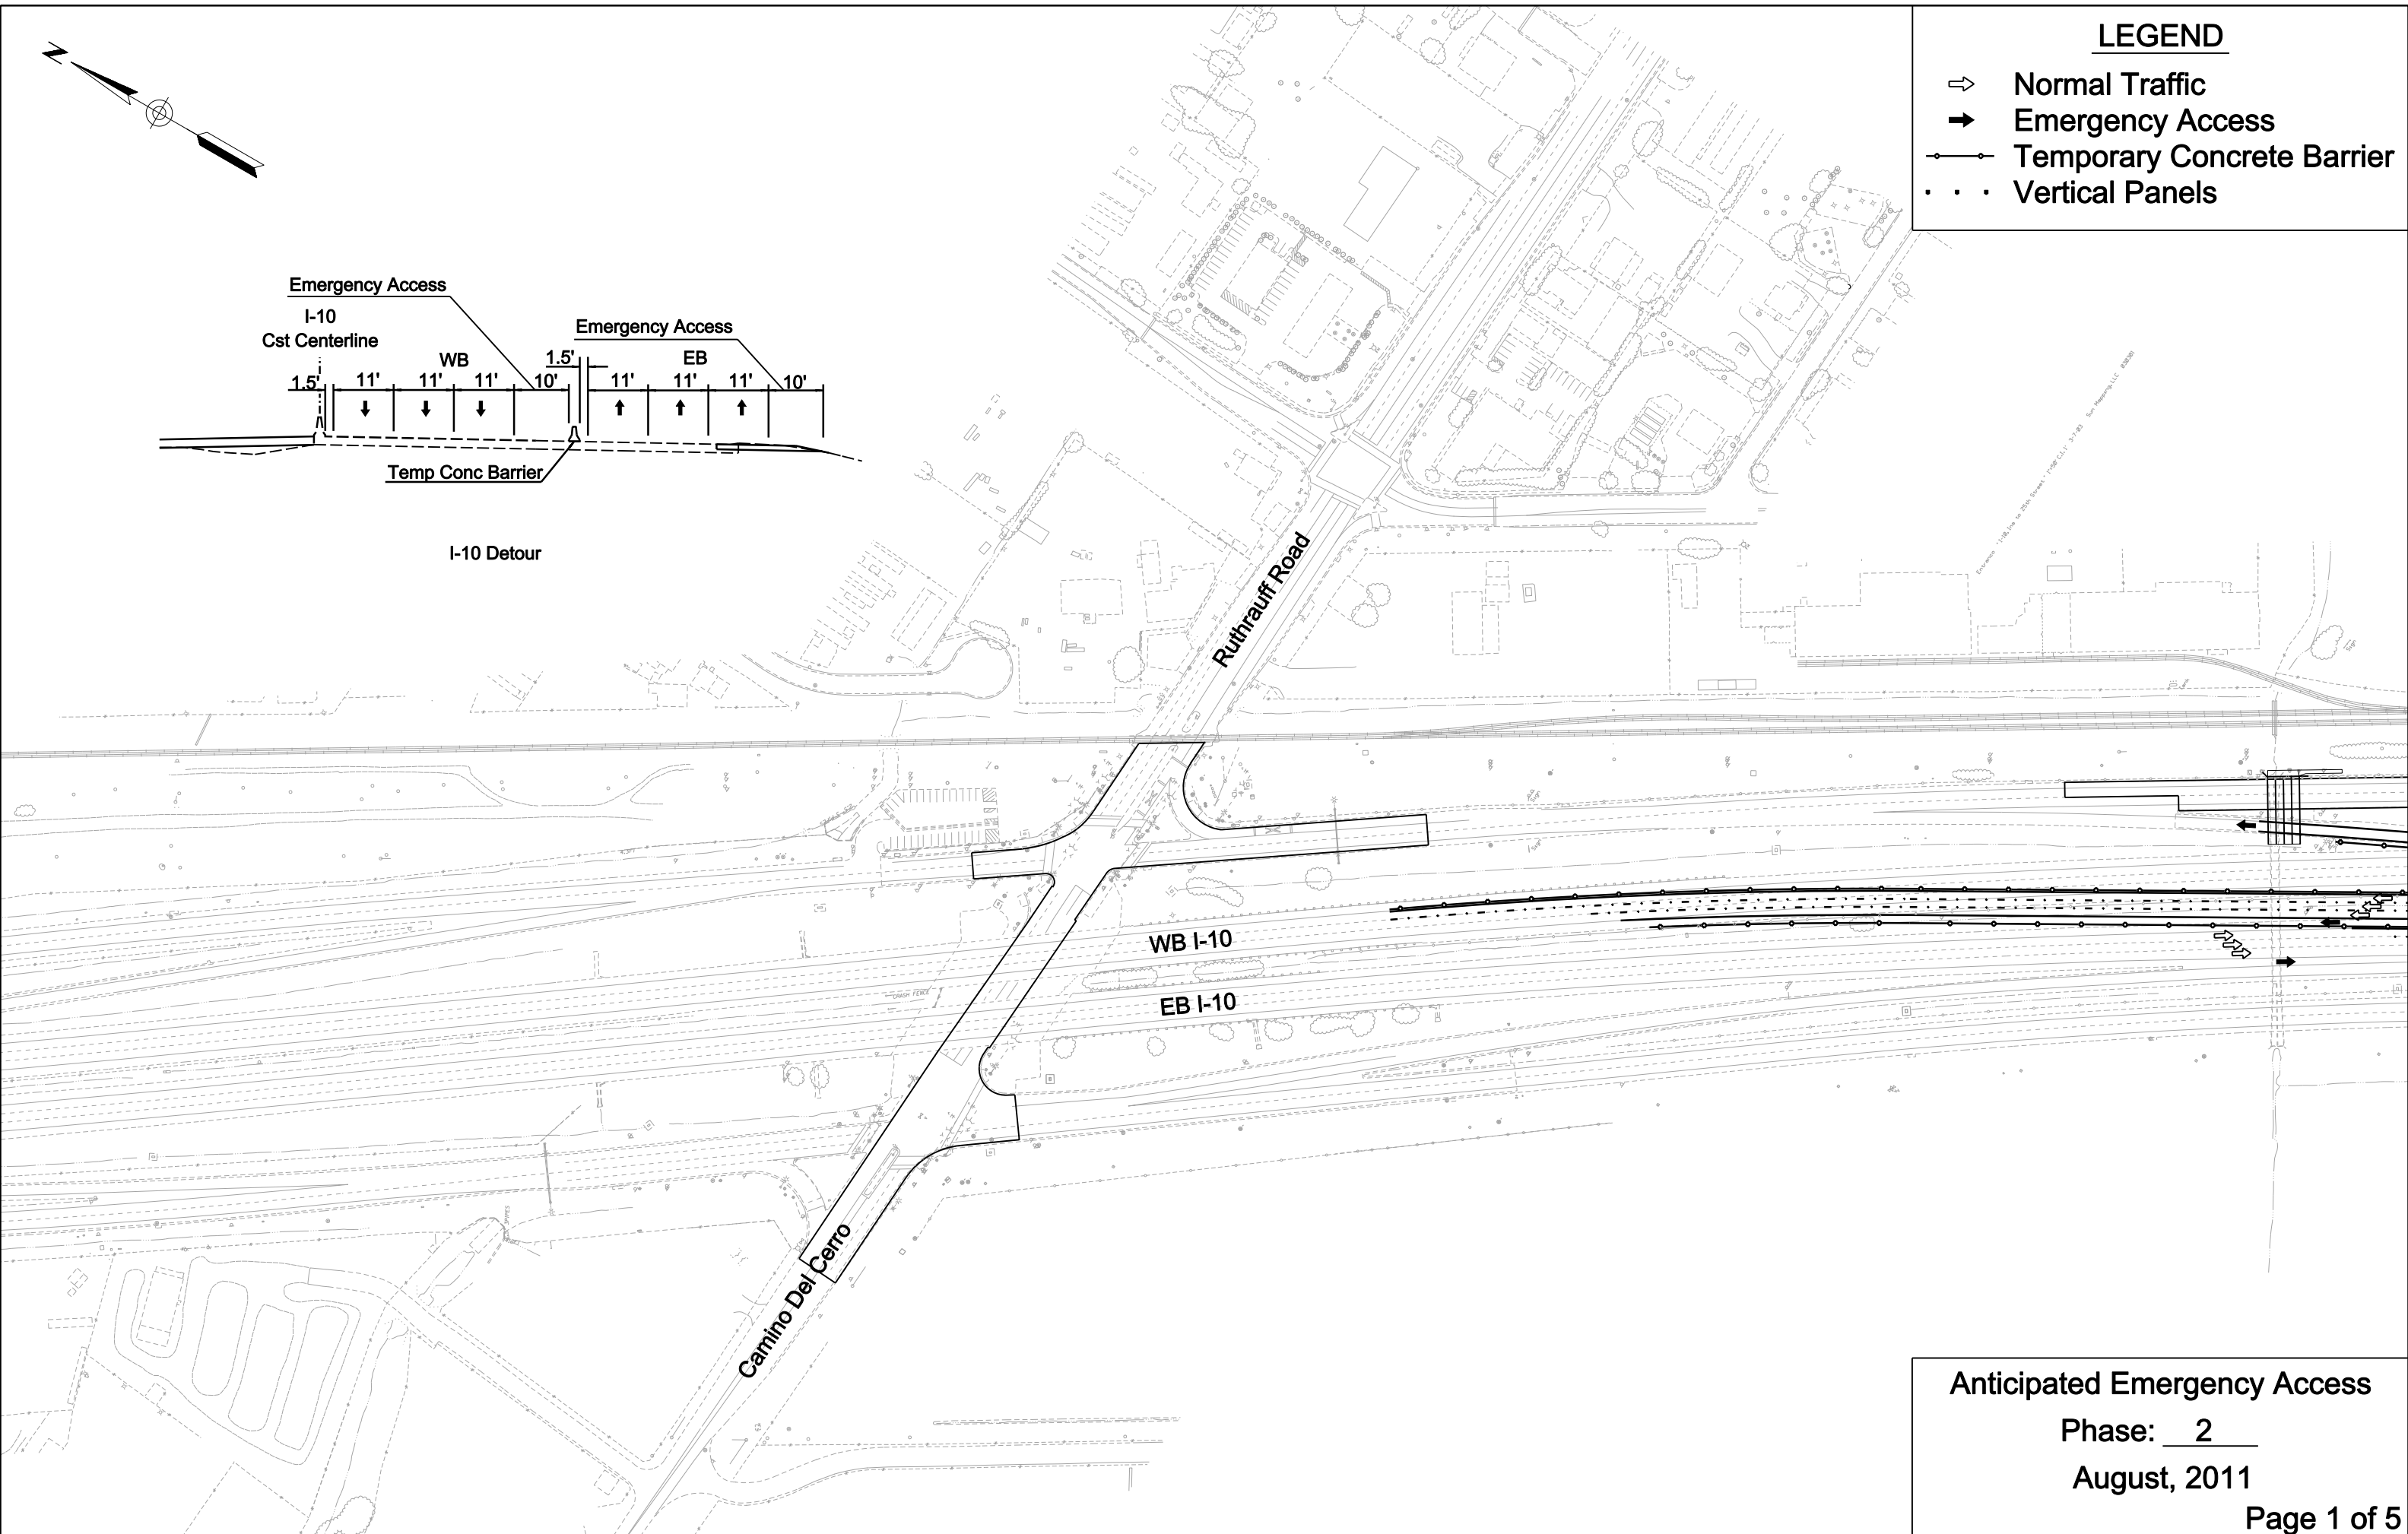 N
LEGEND
Normal Traffic
Emergency Access
Temporary Concrete Barrier
Vertical Panels
Emergency Access
I-10
Cst Centerline
Emergency Access
WB
1.5'
EB
1.5'
11'
11'
11'
10'
11'
11'
11'
10'
Temp Conc Barrier
I-10 Detour
Ruthrauff Road
WB I-10
EB I-10
CRASH FENCE
Camino Del Cerro
Anticipated Emergency Access
Phase: 2
August, 2011
Page 1 of 5